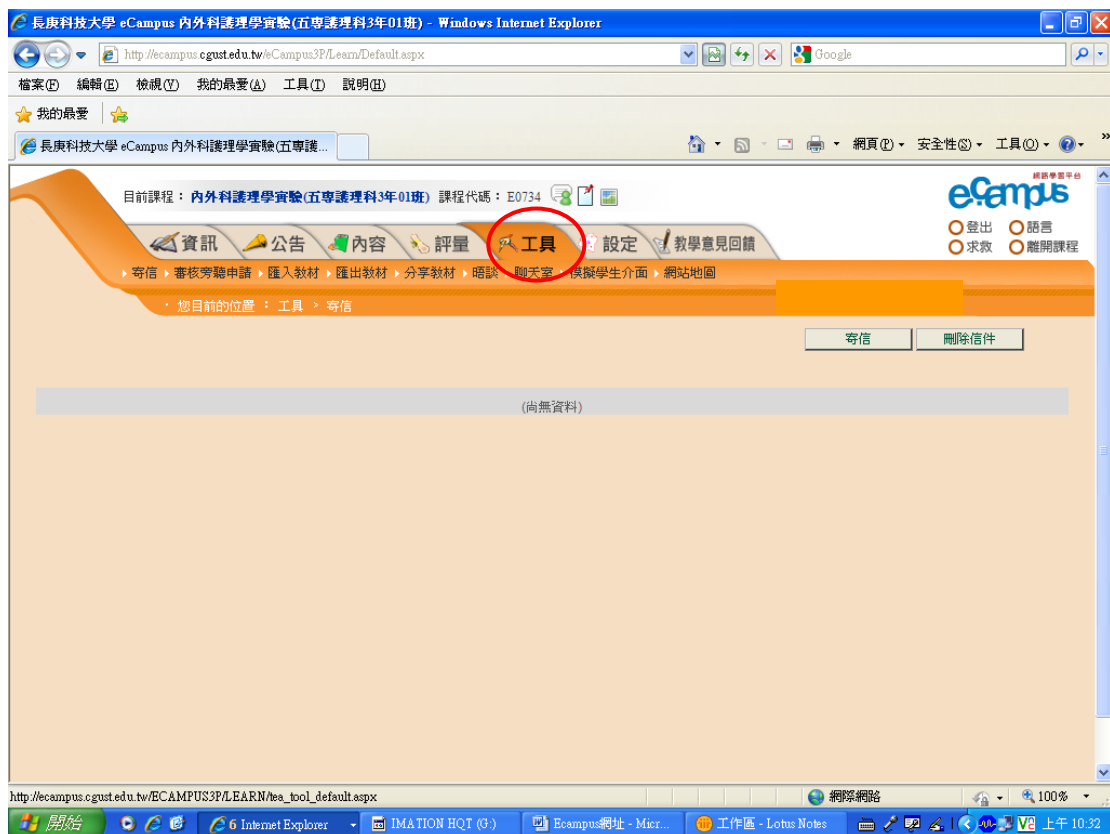 長庚科技大學 eCampus 內外科護理學實驗(五專護理科3年01班) - Windows Internet Explorer
http://ecampus.cgust.edu.tw/eCampus3P/Learn/Default.aspx
Google
檔案(F) 編輯(E) 檢視(V) 我的最愛(A) 工具(T) 說明(H)
我的最愛
長庚科技大學 eCampus 內外科護理學實驗(五專護...
網頁(P) 安全性(S) 工具(O)
目前課程：內外科護理學實驗(五專護理科3年01班) 課程代碼：E0734
網路學習平台
eCampus
登出 語言
求救 離開課程
資訊 公告 內容 評量 工具 設定 教學意見回饋
寄信 審核旁聽申請 匯入教材 匯出教材 分享教材 晤談 聊天室 模擬學生介面 網站地圖
· 您目前的位置 ： 工具 > 寄信
寄信 刪除信件
(尚無資料)
http://ecampus.cgust.edu.tw/ECAMPUS3P/LEARN/tea_tool_default.aspx
網際網路 100%
開始 6 Internet Explorer IMATION HQT (G:) Ecampus網址 - Micr... 工作區 - Lotus Notes 上午 10:32